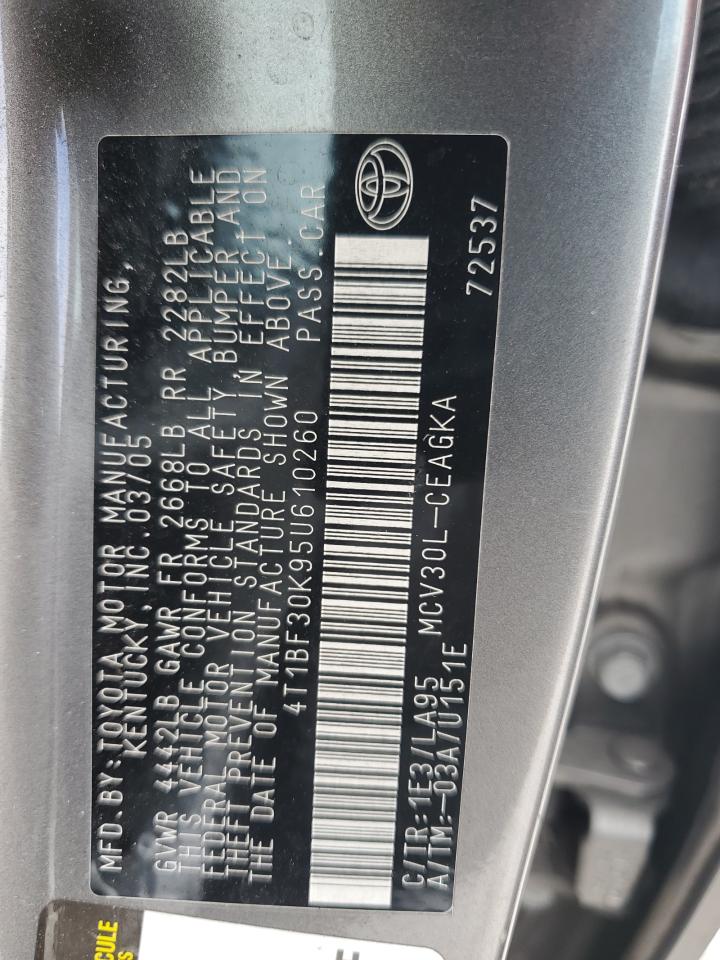 MFD.BY:TOYOTA MOTOR MANUFACTURING,
KENTUCKY,INC.03/05
GVWR 4442LB GAWR FR 2668LB RR 2282LB
THIS VEHICLE CONFORMS TO ALL APPLICABLE
FEDERAL MOTOR VEHICLE SAFETY,BUMPER AND
THEFT PREVENTION STANDARDS IN EFFECT ON
THE DATE OF MANUFACTURE SHOWN ABOVE.
4T1BF30K95U610260 PASS.CAR
C/TR:1E3/LA95 MCV30L-CEAGKA
A/TM:-03A/U151E 72537